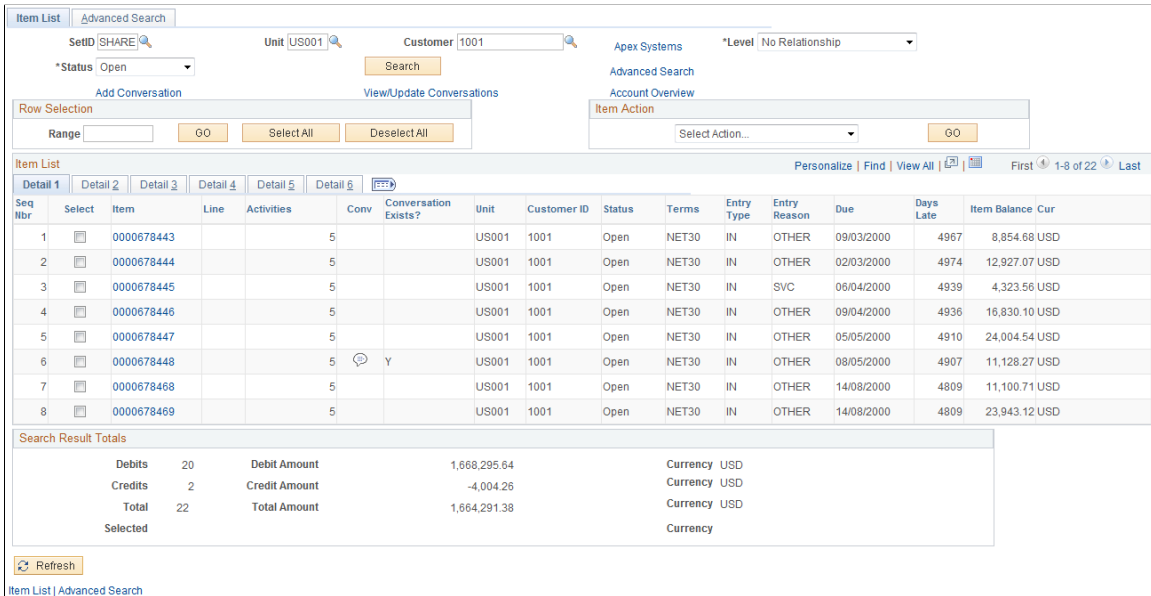 Item List Advanced Search
SetID SHARE Unit US001 Customer 1001 Apex Systems *Level No Relationship
*Status Open Search Advanced Search
Add Conversation View/Update Conversations Account Overview
Row Selection Item Action
Range GO Select All Deselect All Select Action... GO
Item List Personalize | Find | View All | | First 1-8 of 22 Last
Detail 1 Detail 2 Detail 3 Detail 4 Detail 5 Detail 6
Seq Nbr Select Item Line Activities Conv Conversation Exists? Unit Customer ID Status Terms Entry Type Entry Reason Due Days Late Item Balance Cur
1 0000678443 5 US001 1001 Open NET30 IN OTHER 09/03/2000 4967 8,854.68 USD
2 0000678444 5 US001 1001 Open NET30 IN OTHER 02/03/2000 4974 12,927.07 USD
3 0000678445 5 US001 1001 Open NET30 IN SVC 06/04/2000 4939 4,323.56 USD
4 0000678446 5 US001 1001 Open NET30 IN OTHER 09/04/2000 4936 16,830.10 USD
5 0000678447 5 US001 1001 Open NET30 IN OTHER 05/05/2000 4910 24,004.54 USD
6 0000678448 5 Y US001 1001 Open NET30 IN OTHER 08/05/2000 4907 11,128.27 USD
7 0000678468 5 US001 1001 Open NET30 IN OTHER 14/08/2000 4809 11,100.71 USD
8 0000678469 5 US001 1001 Open NET30 IN OTHER 14/08/2000 4809 23,943.12 USD
Search Result Totals
Debits 20 Debit Amount 1,668,295.64 Currency USD
Credits 2 Credit Amount -4,004.26 Currency USD
Total 22 Total Amount 1,664,291.38 Currency USD
Selected Currency
Refresh
Item List | Advanced Search